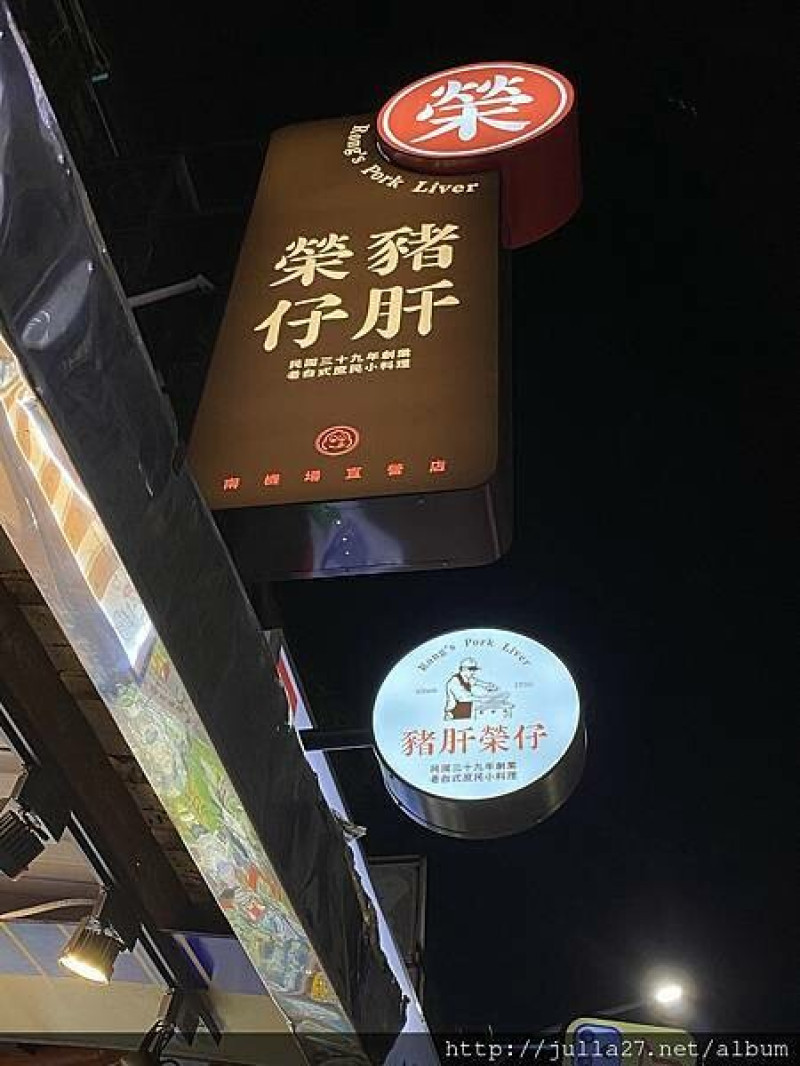 榮
Rong's Pork Liver
豬肝
榮仔
民國三十九年創業
老台式庶民小料理
南機場直營店
Rong's Pork Liver
since 1950
豬肝榮仔
民國三十九年創業
老台式庶民小料理
http://julla27.net/album